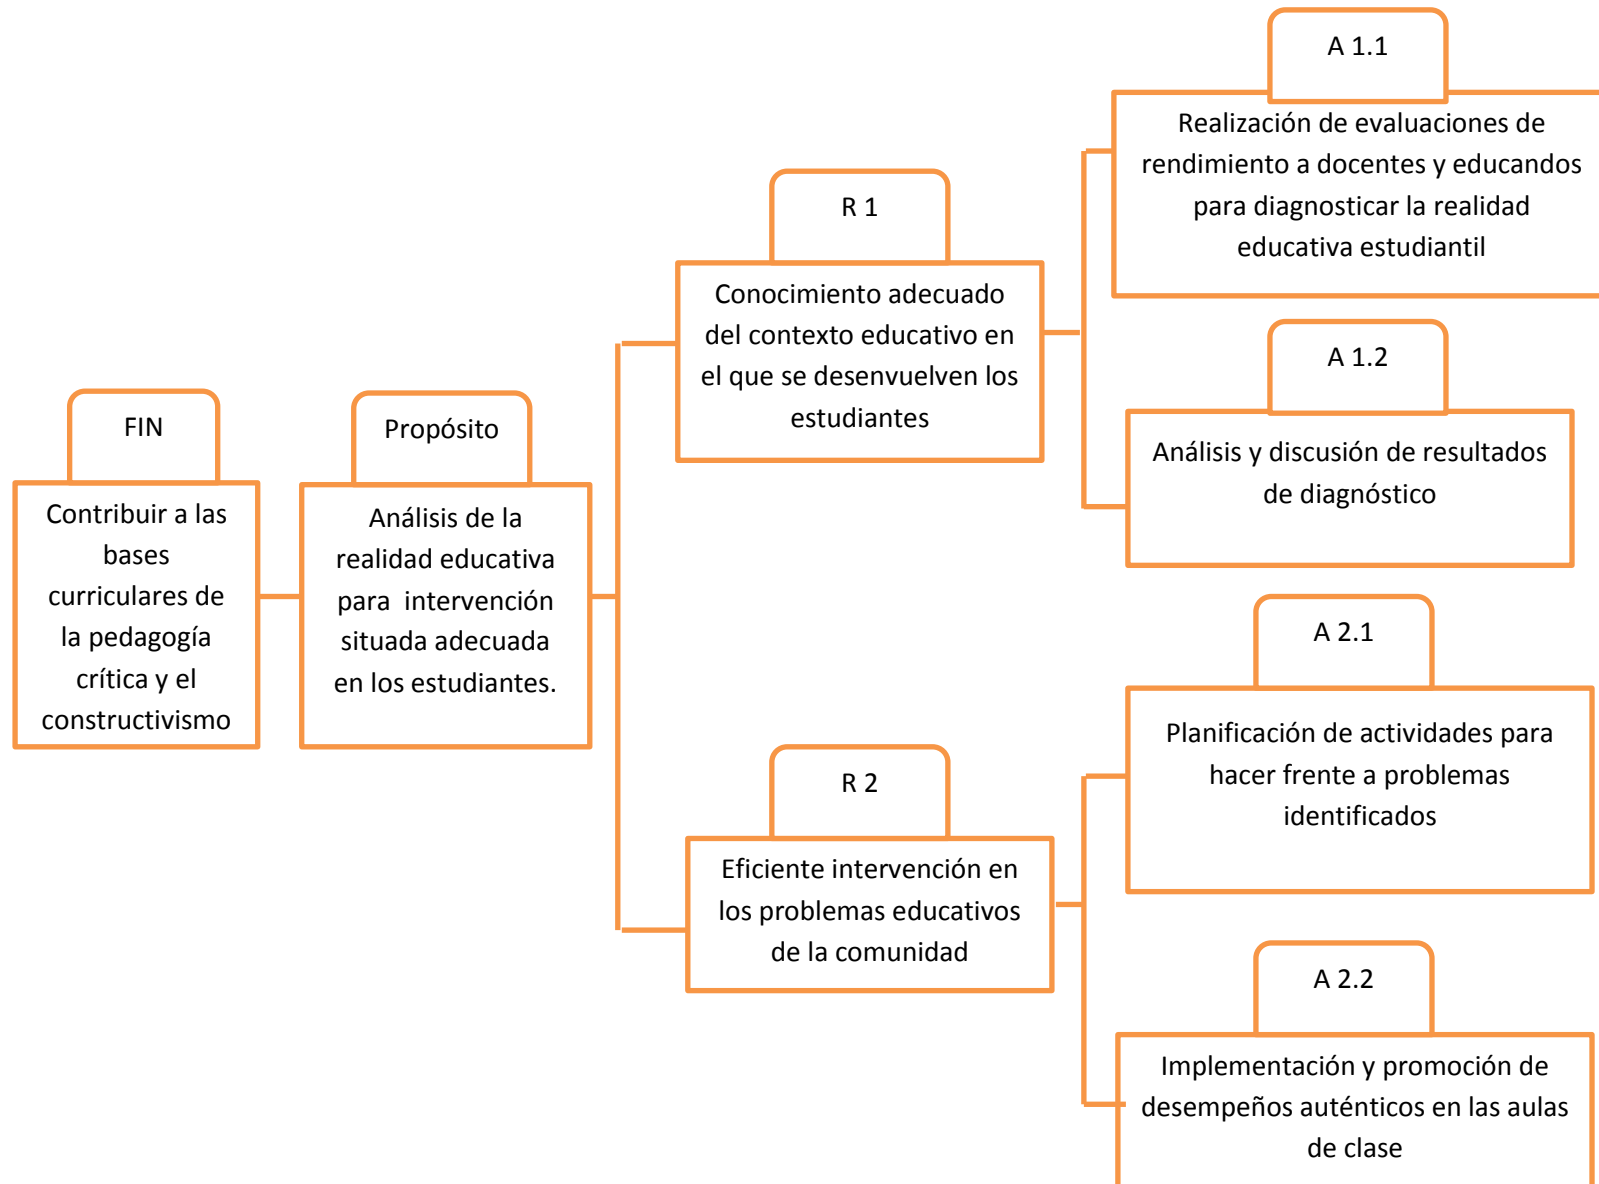 FIN
Contribuir a las
bases
curriculares de
la pedagogía
crítica y el
constructivismo
Propósito
Análisis de la
realidad educativa
para intervención
situada adecuada
en los estudiantes.
R 1
Conocimiento adecuado
del contexto educativo en
el que se desenvuelven los
estudiantes
A 1.1
Realización de evaluaciones de
rendimiento a docentes y educandos
para diagnosticar la realidad
educativa estudiantil
A 1.2
Análisis y discusión de resultados
de diagnóstico
R 2
Eficiente intervención en
los problemas educativos
de la comunidad
A 2.1
Planificación de actividades para
hacer frente a problemas
identificados
A 2.2
Implementación y promoción de
desempeños auténticos en las aulas
de clase